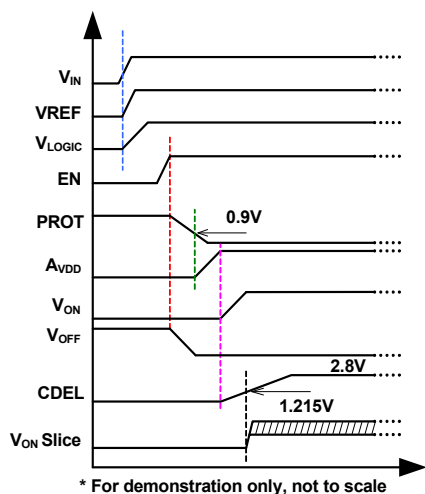 VIN
VREF
VLOGIC
EN
PROT
0.9V
AVDD
VON
VOFF
2.8V
CDEL
1.215V
VON Slice
* For demonstration only, not to scale